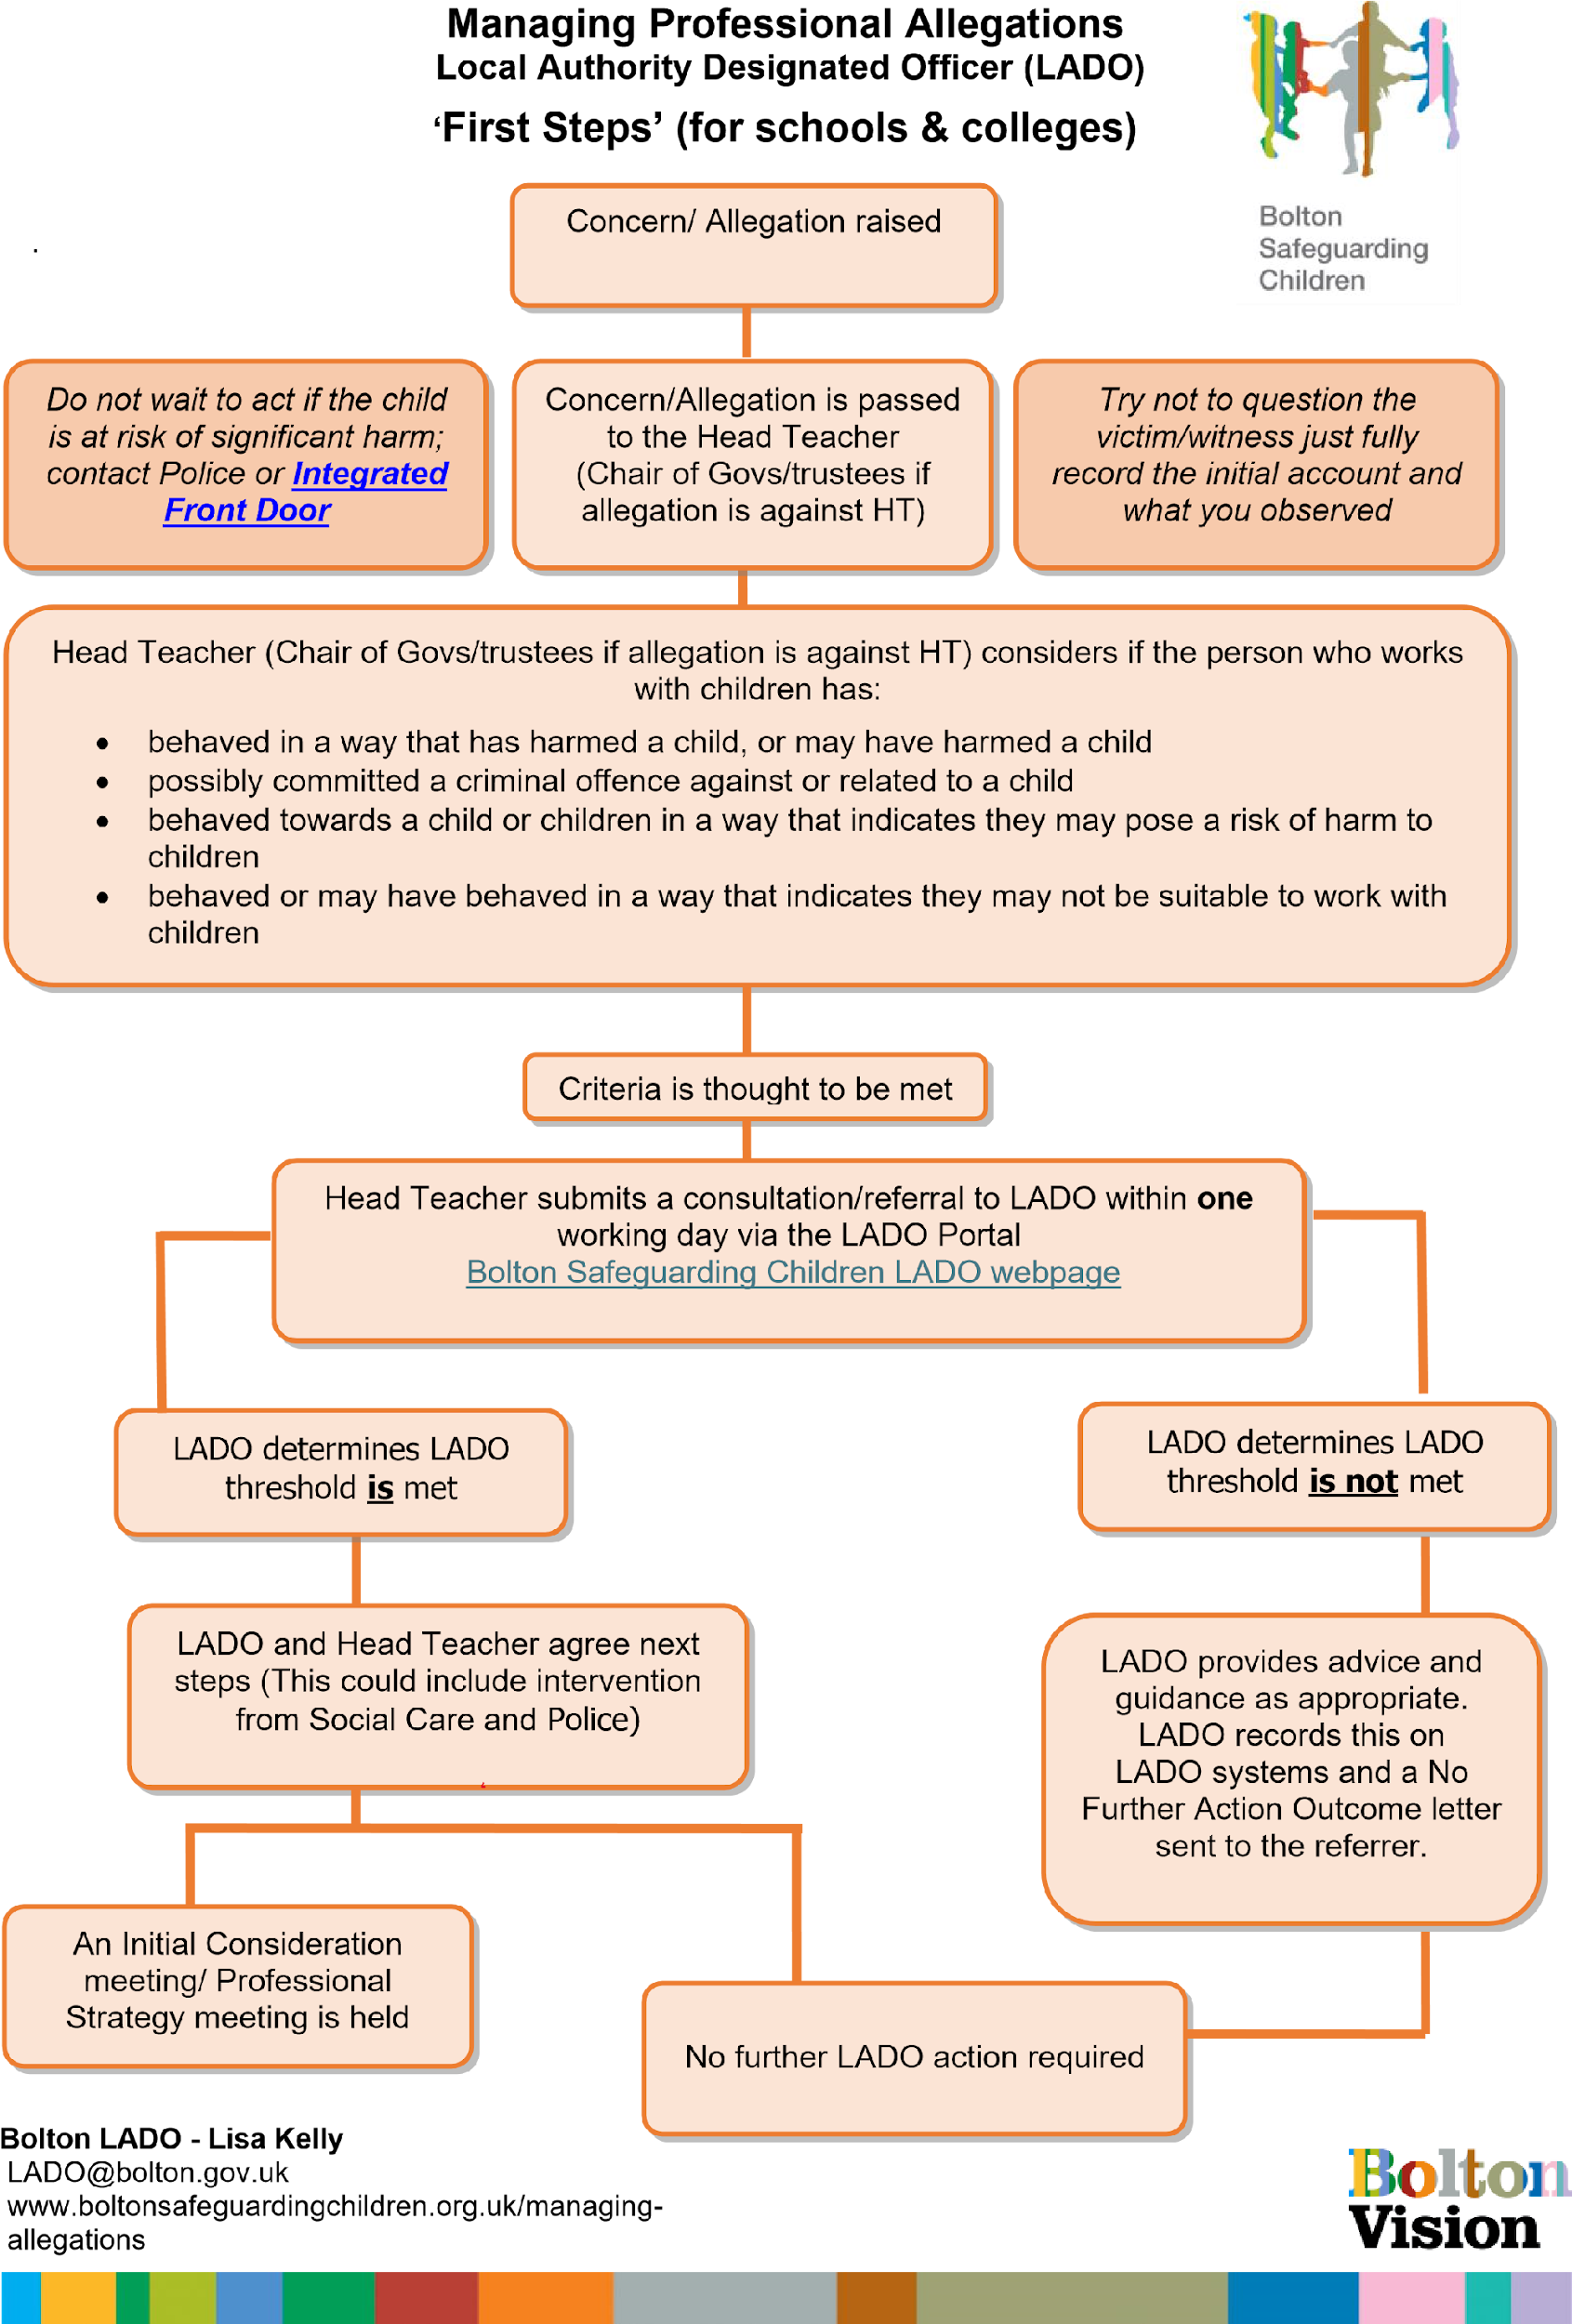 Managing Professional Allegations
Local Authority Designated Officer (LADO)
‘First Steps’ (for schools & colleges)
Bolton
Safeguarding
Children
Concern/ Allegation raised
.
Do not wait to act if the child
is at risk of significant harm;
contact Police or Integrated
Front Door
Concern/Allegation is passed
to the Head Teacher
(Chair of Govs/trustees if
allegation is against HT)
Try not to question the
victim/witness just fully
record the initial account and
what you observed
Head Teacher (Chair of Govs/trustees if allegation is against HT) considers if the person who works
with children has:
• behaved in a way that has harmed a child, or may have harmed a child
• possibly committed a criminal offence against or related to a child
• behaved towards a child or children in a way that indicates they may pose a risk of harm to
children
• behaved or may have behaved in a way that indicates they may not be suitable to work with
children
Criteria is thought to be met
Head Teacher submits a consultation/referral to LADO within one
working day via the LADO Portal
Bolton Safeguarding Children LADO webpage
LADO determines LADO
threshold is met
LADO determines LADO
threshold is not met
LADO and Head Teacher agree next
steps (This could include intervention
from Social Care and Police)
LADO provides advice and
guidance as appropriate.
LADO records this on
LADO systems and a No
Further Action Outcome letter
sent to the referrer.
An Initial Consideration
meeting/ Professional
Strategy meeting is held
No further LADO action required
Bolton LADO - Lisa Kelly
LADO@bolton.gov.uk
www.boltonsafeguardingchildren.org.uk/managing-
allegations
Bolton
Vision